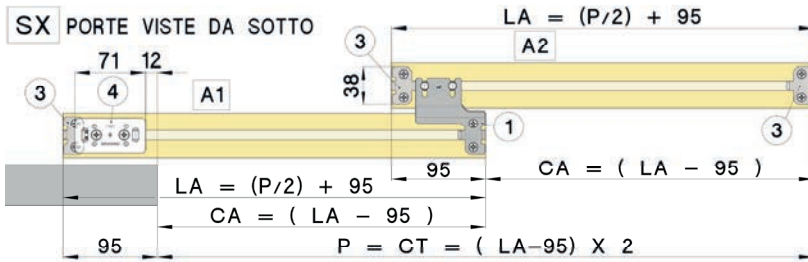 SX PORTE VISTE DA SOTTO
LA = (P/2) + 95
A2
3
71 12
3
4
A1
38
1
3
95
CA = ( LA - 95 )
LA = (P/2) + 95
CA = ( LA - 95 )
95
P = CT = ( LA-95) X 2